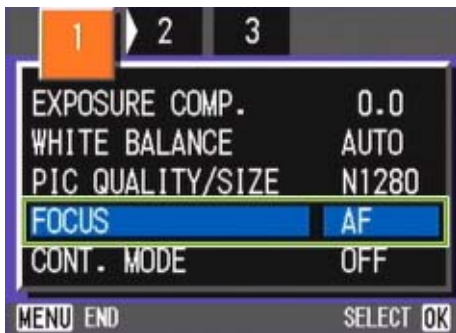 1 2 3
EXPOSURE COMP. 0.0
WHITE BALANCE AUTO
PIC QUALITY/SIZE N1280
FOCUS AF
CONT. MODE OFF
MENU END SELECT OK